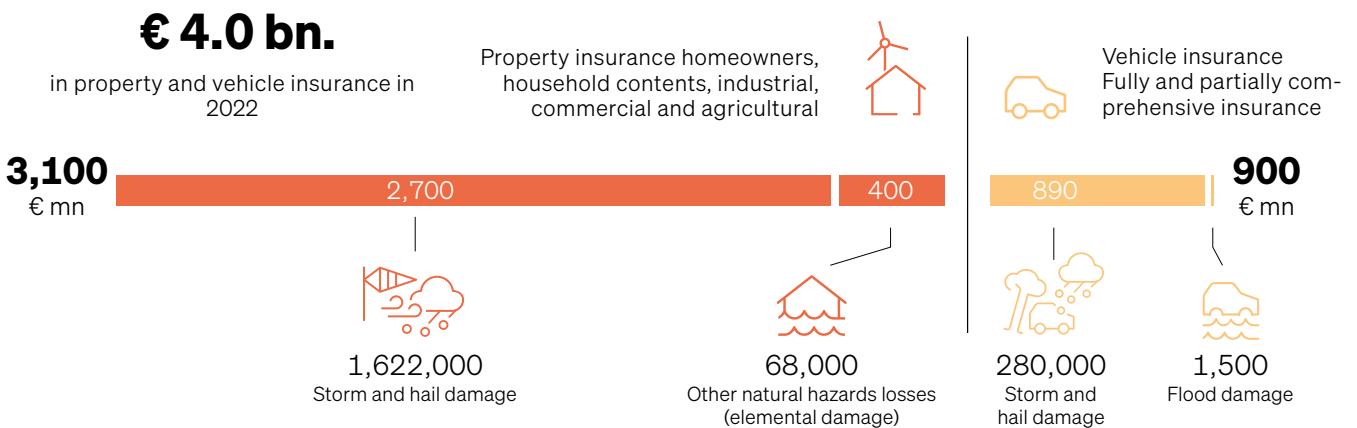 € 4.0 bn.
in property and vehicle insurance in
2022
Property insurance homeowners,
household contents, industrial,
commercial and agricultural
Vehicle insurance
Fully and partially com-
prehensive insurance
3,100
€ mn
2,700
400
890
900
€ mn
1,622,000
Storm and hail damage
68,000
Other natural hazards losses
(elemental damage)
280,000
Storm and
hail damage
1,500
Flood damage